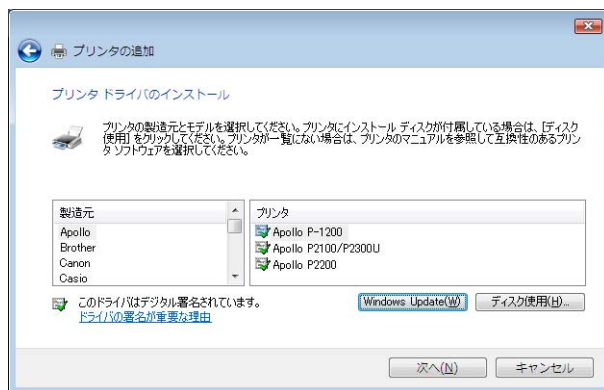 プリンタの追加
プリンタ ドライバのインストール
プリンタの製造元とモデルを選択してください。プリンタにインストール ディスクが付属している場合は、[ディスク
使用] をクリックしてください。プリンタが一覧にない場合は、プリンタのマニュアルを参照して互換性のあるプリン
タ ソフトウェアを選択してください。
製造元
Apollo
Brother
Canon
Casio
プリンタ
Apollo P-1200
Apollo P2100/P2300U
Apollo P2200
このドライバはデジタル署名されています。
ドライバの署名が重要な理由
Windows Update(W)
ディスク使用(H)...
次へ(N)
キャンセル